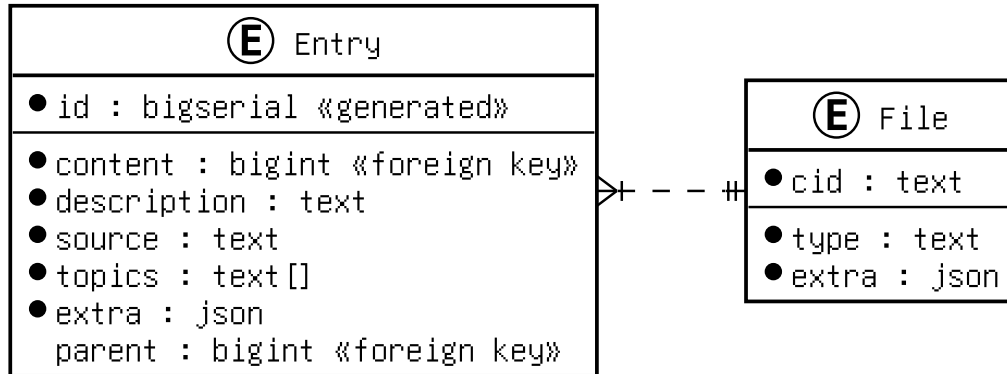 E Entry
id : bigserial «generated»
content : bigint «foreign key»
description : text
source : text
topics : text[]
extra : json
parent : bigint «foreign key»
E File
cid : text
type : text
extra : json